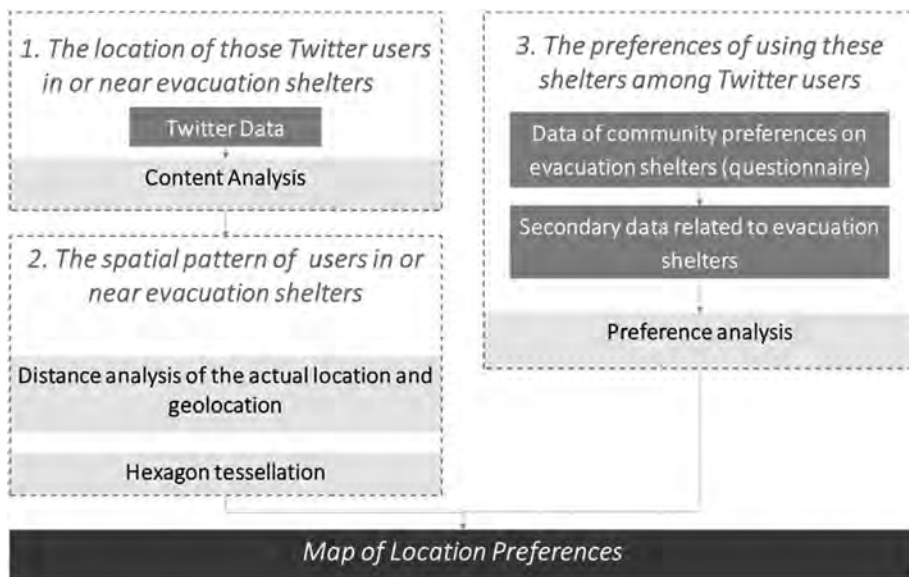 1. The location of those Twitter users
in or near evacuation shelters
Twitter Data
Content Analysis
2. The spatial pattern of users in or
near evacuation shelters
Distance analysis of the actual location and
geolocation
Hexagon tessellation
3. The preferences of using these
shelters among Twitter users
Data of community preferences on
evacuation shelters (questionnaire)
Secondary data related to evacuation
shelters
Preference analysis
Map of Location Preferences